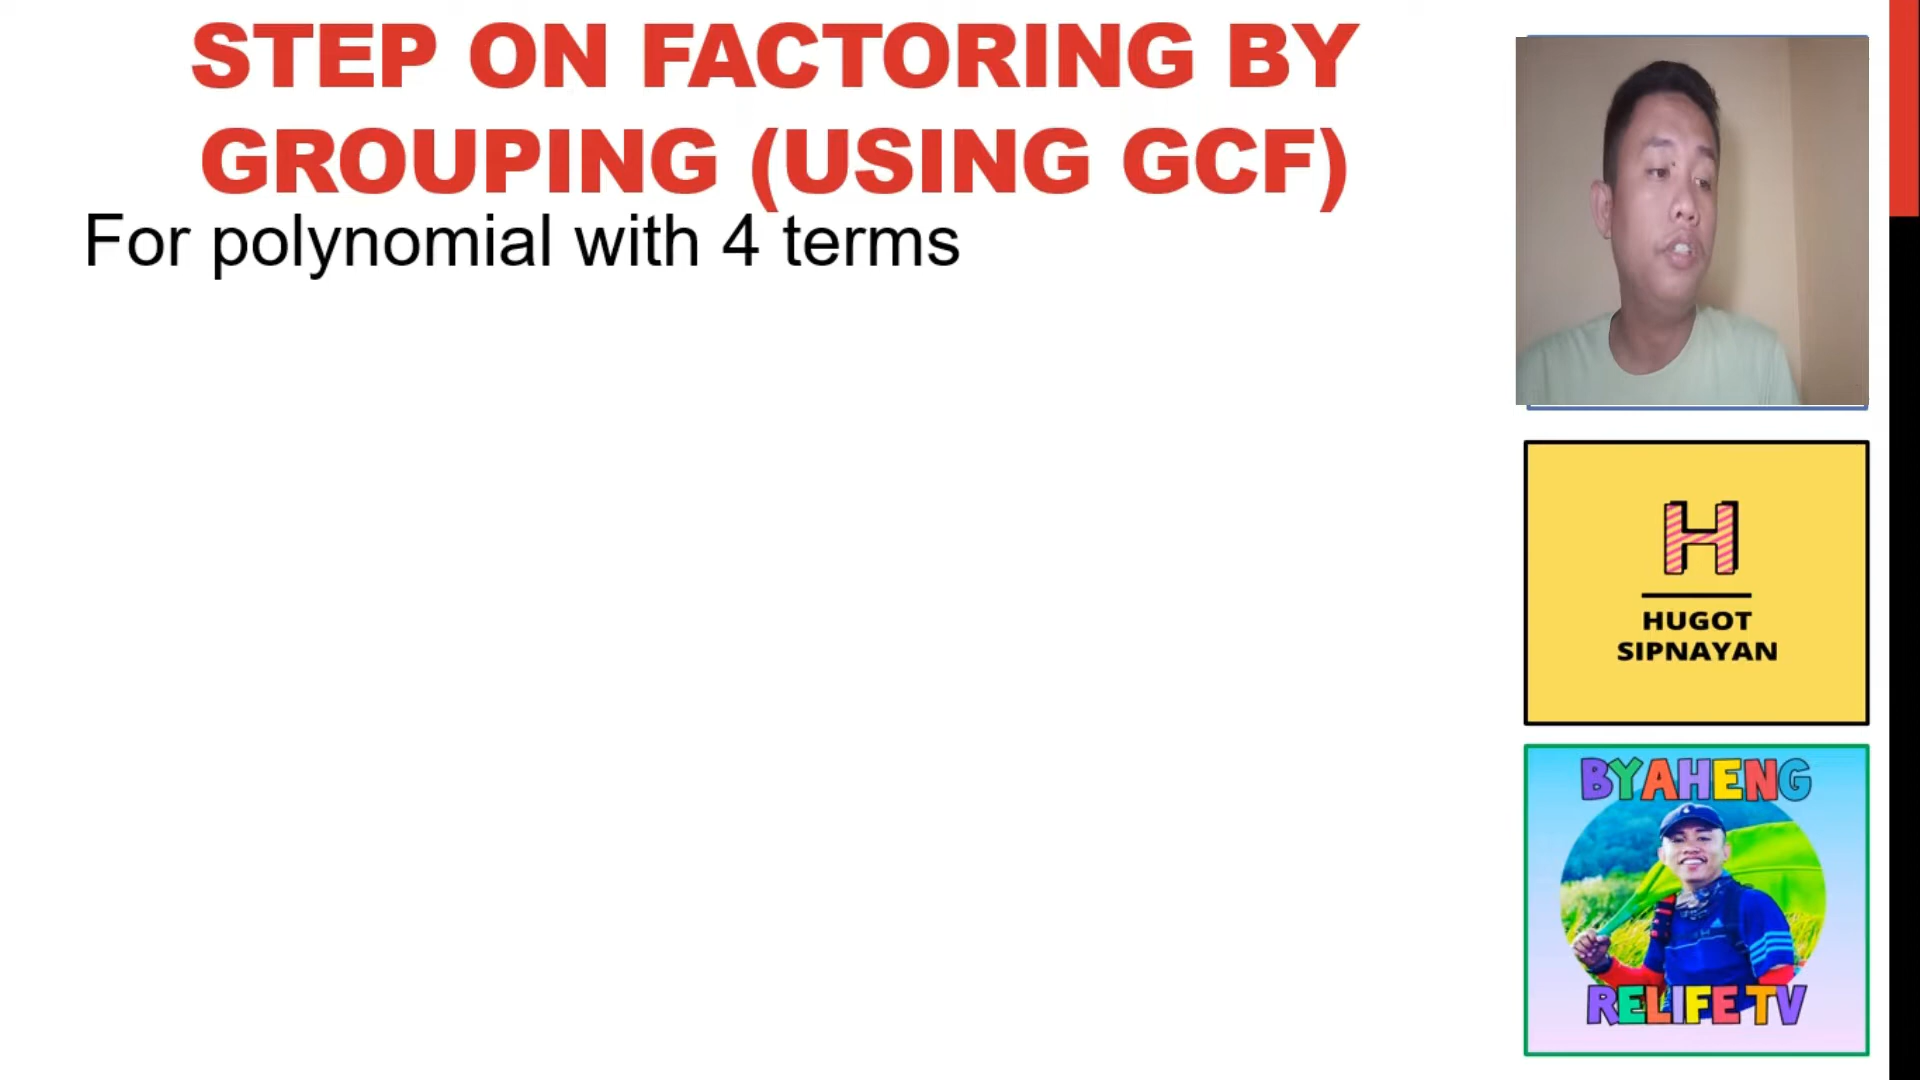 STEP ON FACTORING BY
GROUPING (USING GCF)
For polynomial with 4 terms
H
HUGOT
SIPNAYAN
BYAHENG
RELIFE TV